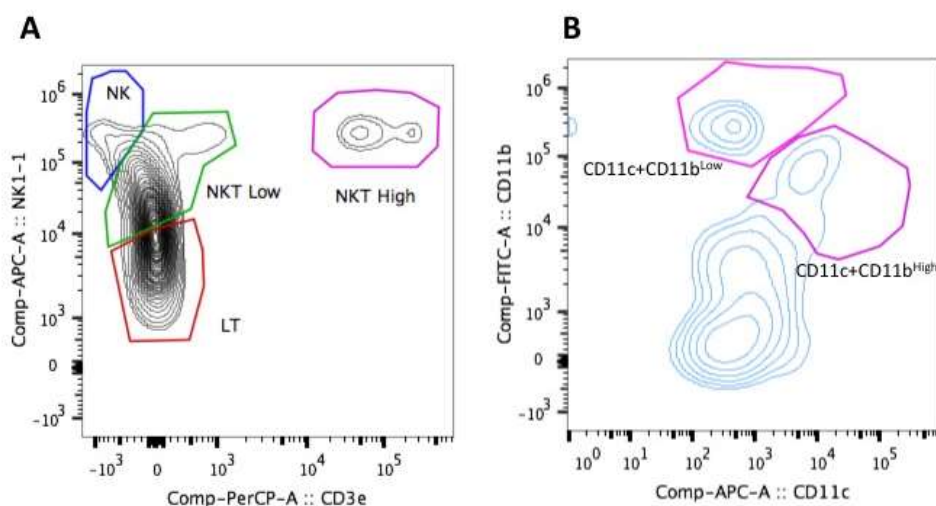 A
B
Comp-APC-A :: NK1-1
10^6
10^5
10^4
10^3
0
-10^3
NK
NKT Low
NKT High
LT
-10^3
0
10^3
10^4
10^5
Comp-PerCP-A :: CD3e
Comp-FITC-A :: CD11b
10^6
10^5
10^4
10^3
0
-10^3
CD11c+CD11b^Low
CD11c+CD11b^High
10^0
10^1
10^2
10^3
10^4
10^5
Comp-APC-A :: CD11c